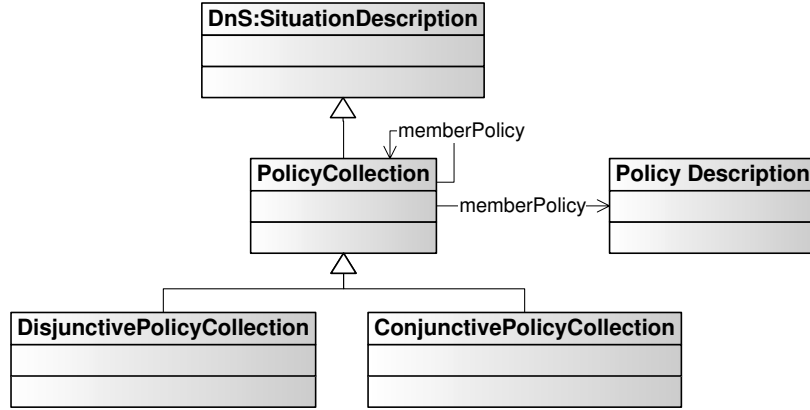 DnS:SituationDescription
memberPolicy
PolicyCollection
Policy Description
memberPolicy
DisjunctivePolicyCollection
ConjunctivePolicyCollection